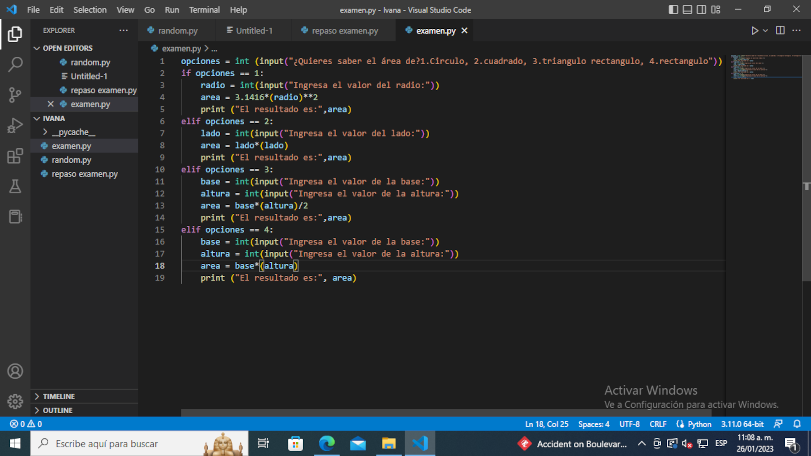 File Edit Selection View Go Run Terminal Help
examen.py - Ivana - Visual Studio Code
EXPLORER
OPEN EDITORS
random.py
Untitled-1
repaso examen.py
examen.py
IVANA
__pycache__
examen.py
random.py
repaso examen.py
TIMELINE
OUTLINE
random.py Untitled-1 repaso examen.py examen.py
examen.py > ...
1 opciones = int (input("¿Quieres saber el área de?1.Circulo, 2.cuadrado, 3.triangulo rectangulo, 4.rectangulo"))
2 if opciones == 1:
3 radio = int(input("Ingresa el valor del radio:"))
4 area = 3.1416*(radio)**2
5 print ("El resultado es:",area)
6 elif opciones == 2:
7 lado = int(input("Ingresa el valor del lado:"))
8 area = lado*(lado)
9 print ("El resultado es:",area)
10 elif opciones == 3:
11 base = int(input("Ingresa el valor de la base:"))
12 altura = int(input("Ingresa el valor de la altura:"))
13 area = base*(altura)/2
14 print ("El resultado es:",area)
15 elif opciones == 4:
16 base = int(input("Ingresa el valor de la base:"))
17 altura = int(input("Ingresa el valor de la altura:"))
18 area = base*(altura)
19 print ("El resultado es:", area)
Activar Windows
Ve a Configuración para activar Windows.
0 0 Ln 18, Col 25 Spaces: 4 UTF-8 CRLF Python 3.11.0 64-bit
Escribe aquí para buscar
Accident on Boulevar...
ESP
11:08 a. m.
26/01/2023
1